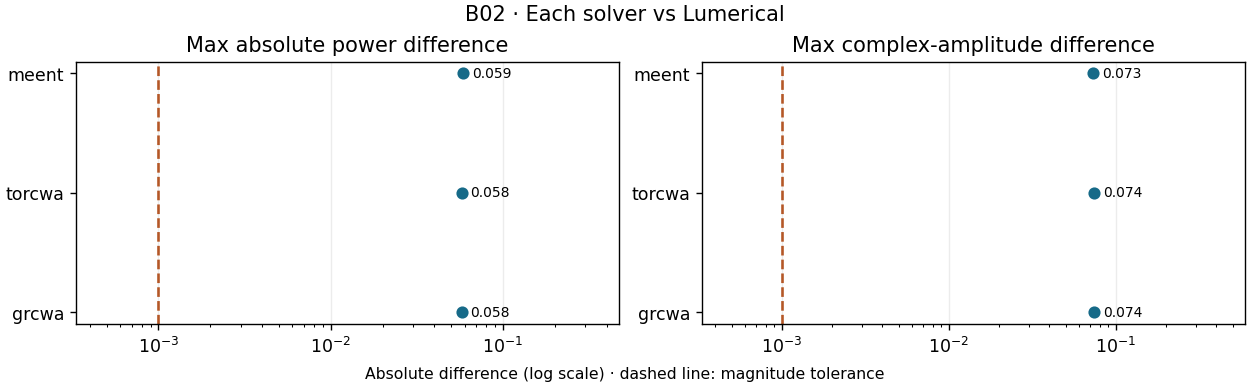 B02 · Each solver vs Lumerical
Max absolute power difference
meent
0.059
torcwa
0.058
grcwa
0.058
10⁻³
10⁻²
10⁻¹
Max complex-amplitude difference
meent
0.073
torcwa
0.074
grcwa
0.074
10⁻³
10⁻²
10⁻¹
Absolute difference (log scale) · dashed line: magnitude tolerance